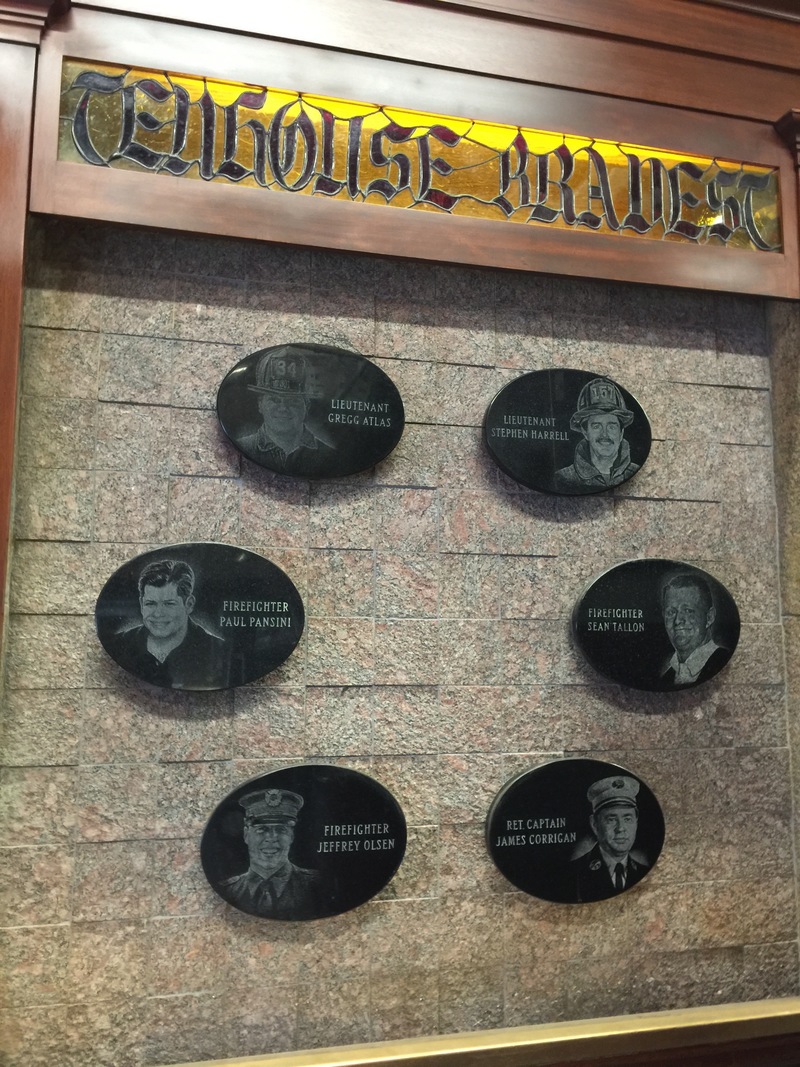 TENHOUSE BRAVEST
LIEUTENANT
GREGG ATLAS
LIEUTENANT
STEPHEN HARRELL
FIREFIGHTER
PAUL PANSINI
FIREFIGHTER
SEAN TALLON
FIREFIGHTER
JEFFREY OLSEN
RET. CAPTAIN
JAMES CORRIGAN